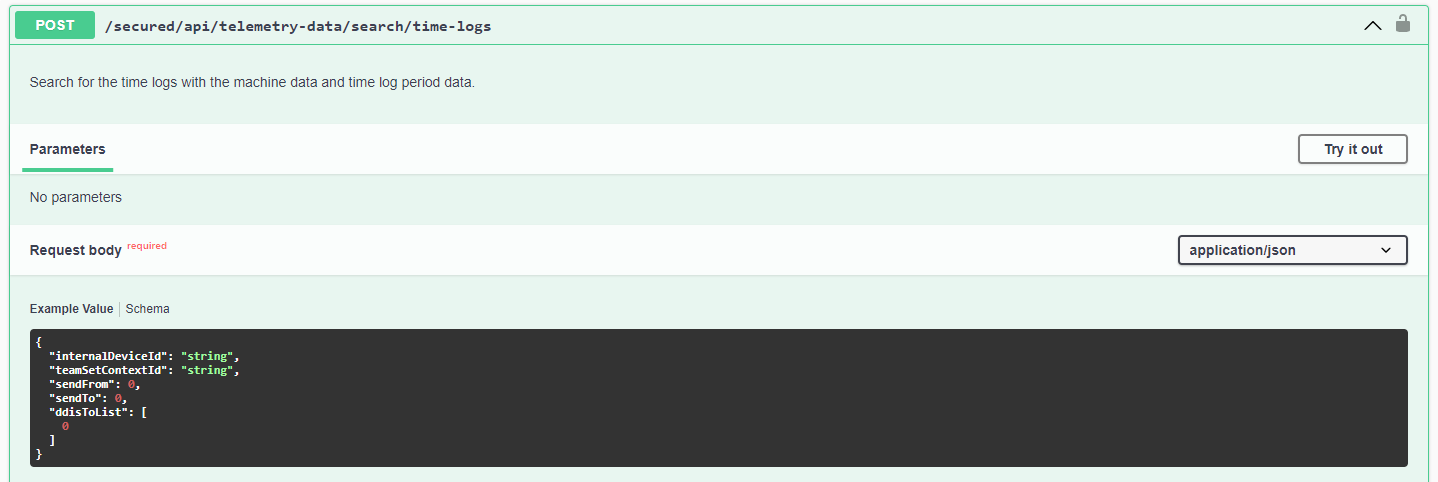 POST /secured/api/telemetry-data/search/time-logs
Search for the time logs with the machine data and time log period data.
Parameters
Try it out
No parameters
Request body required
application/json
Example Value Schema
{
  "internalDeviceId": "string",
  "teamSetContextId": "string",
  "sendFrom": 0,
  "sendTo": 0,
  "ddisToList": [
    0
  ]
}